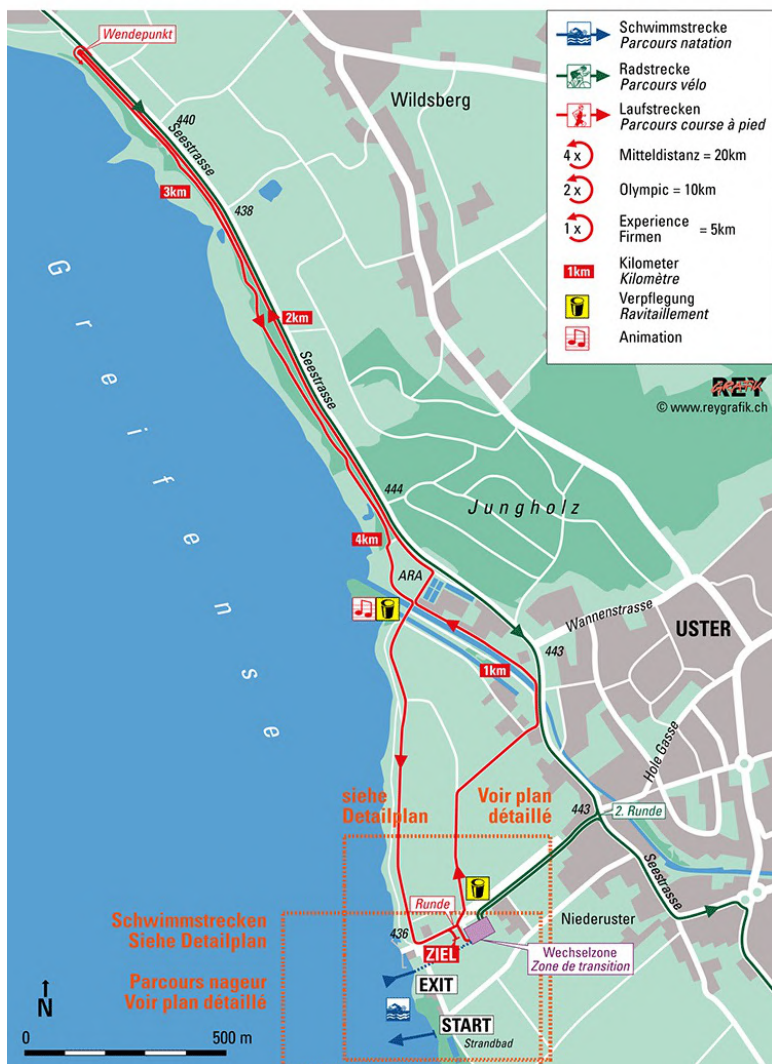 Wendepunkt
Schwimmstrecke
Parcours natation
Radstrecke
Parcours vélo
Laufstrecken
Parcours course à pied
4 x Mitteldistanz = 20km
2 x Olympic = 10km
1 x Experience
Firmen = 5km
1km Kilometer
Kilomètre
Verpflegung
Ravitaillement
Animation
REY
GRAFIK
© www.reygrafik.ch
Wildsberg
440
Seestrasse
3km
438
Greifense
2km
Seestrasse
444
Jungholz
4km
ARA
Wannenstrasse
USTER
443
1km
Hole Gasse
siehe
Detailplan
Voir plan
détaillé
443
2. Runde
Seestrasse
Runde
Niederuster
Schwimmstrecken
Siehe Detailplan
436
ZIEL
Wechselzone
Zone de transition
Parcours nageur
Voir plan détaillé
EXIT
N
START
Strandbad
0 500 m